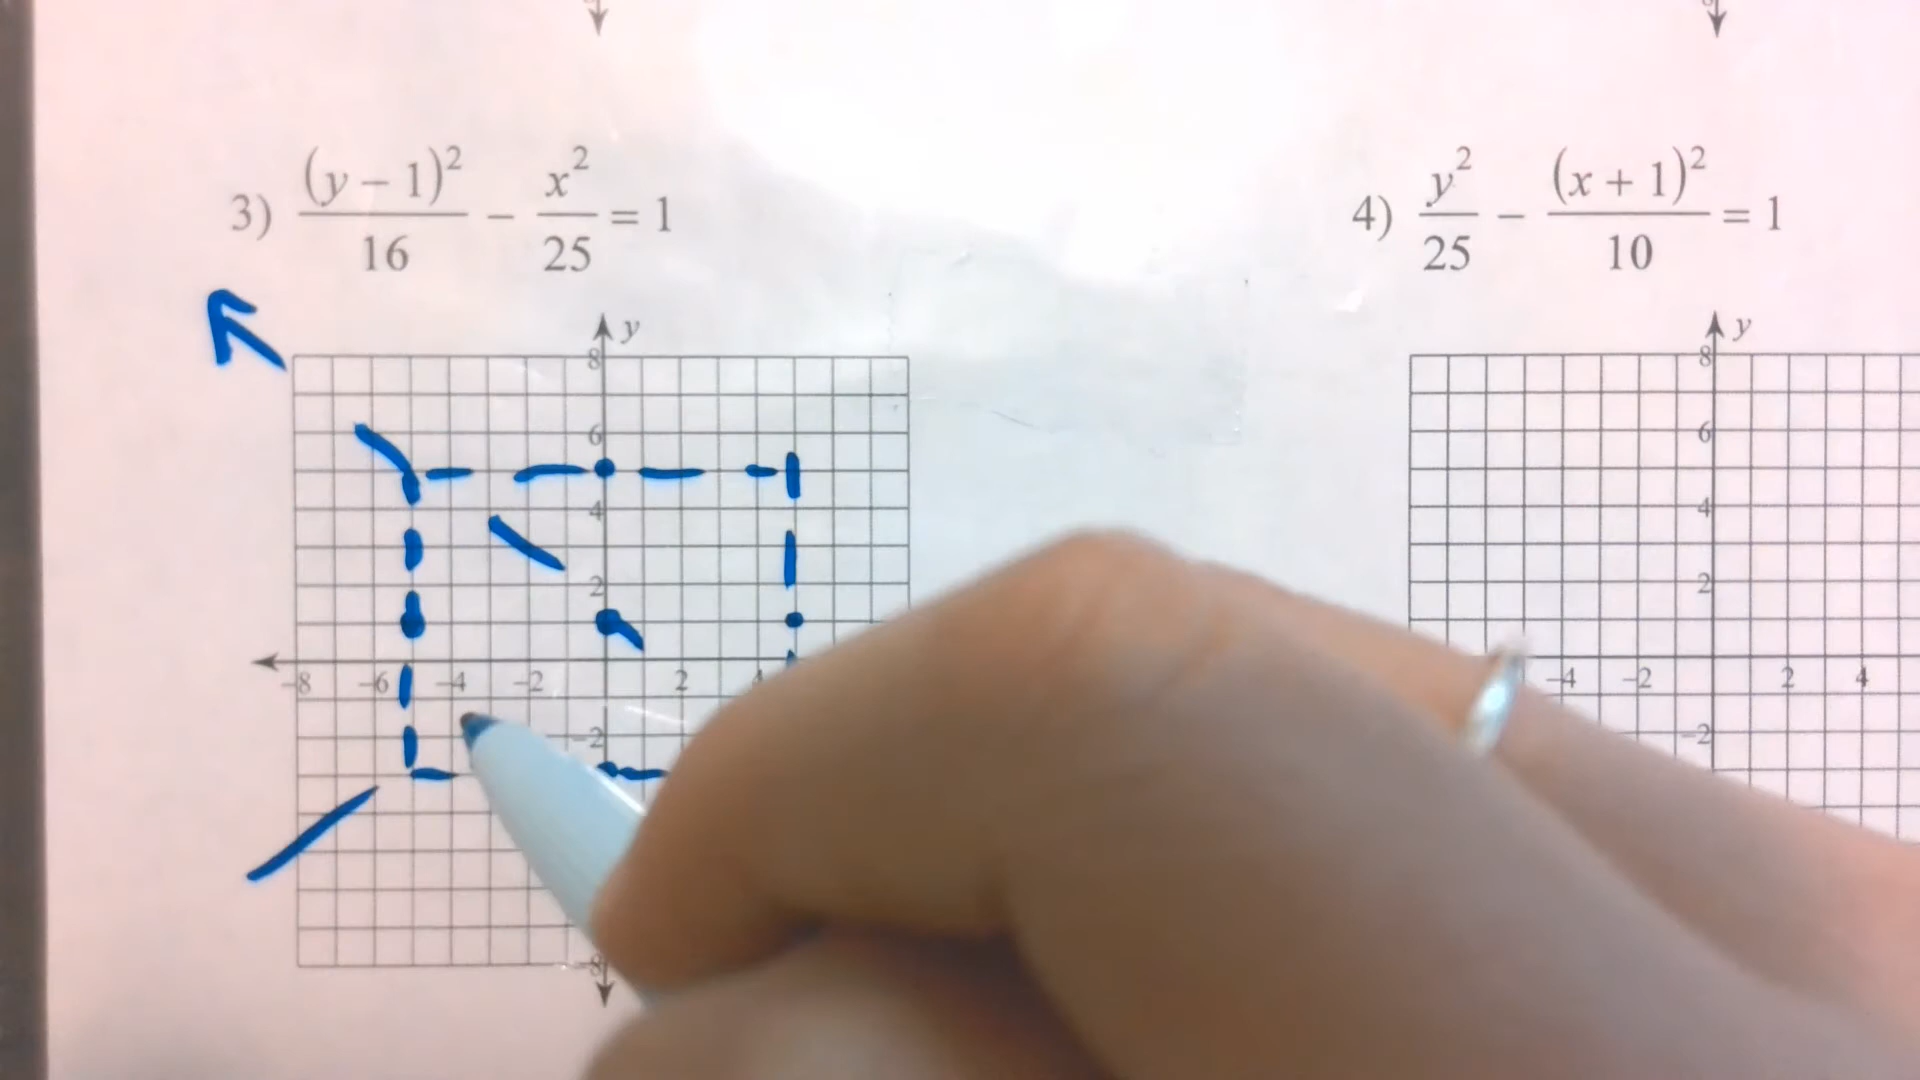 3) (y – 1)²/16 – x²/25 = 1
4) y²/25 – (x + 1)²/10 = 1
y
8
6
4
2
–8 –6 –4 –2 2 4
–2
–8
y
8
6
4
2
–4 –2 2 4
–2